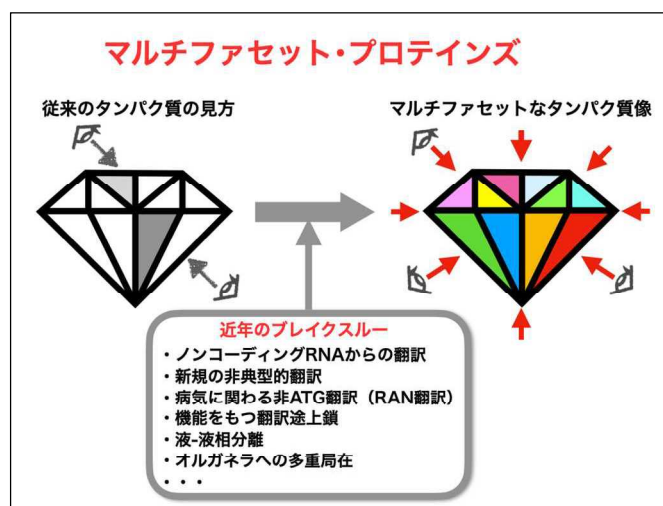 マルチファセット・プロテインズ
従来のタンパク質の見方
マルチファセットなタンパク質像
近年のブレイクスルー
・ノンコーディングRNAからの翻訳
・新規の非典型的翻訳
・病気に関わる非ATG翻訳（RAN翻訳）
・機能をもつ翻訳途上鎖
・液-液相分離
・オルガネラへの多重局在
・・・